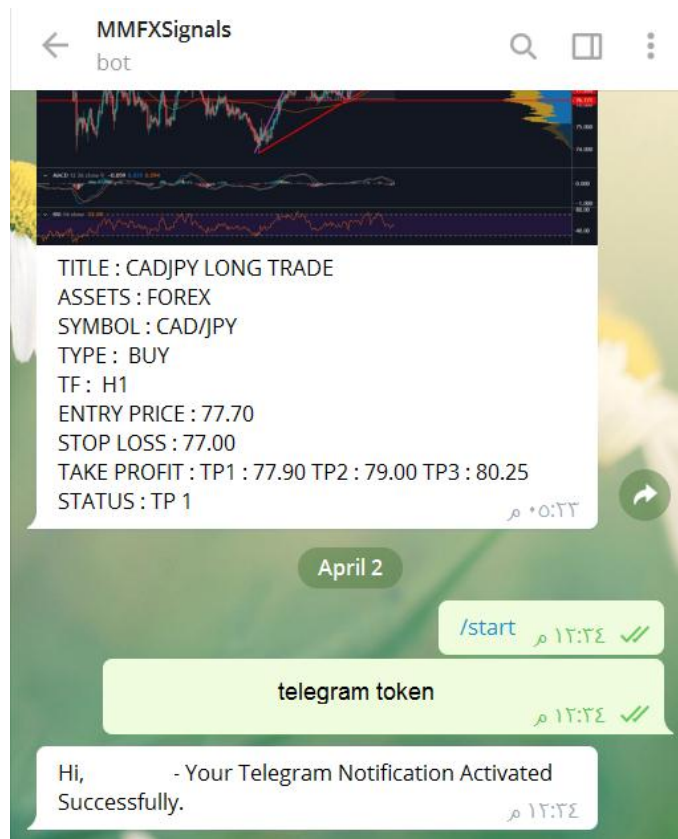 MMFXSignals
bot
TITLE : CADJPY LONG TRADE
ASSETS : FOREX
SYMBOL : CAD/JPY
TYPE : BUY
TF : H1
ENTRY PRICE : 77.70
STOP LOSS : 77.00
TAKE PROFIT : TP1 : 77.90 TP2 : 79.00 TP3 : 80.25
STATUS : TP 1
٠٥:٢٣ م
April 2
/start
١٢:٣٤ م
telegram token
١٢:٣٤ م
Hi, - Your Telegram Notification Activated
Successfully.
١٢:٣٤ م